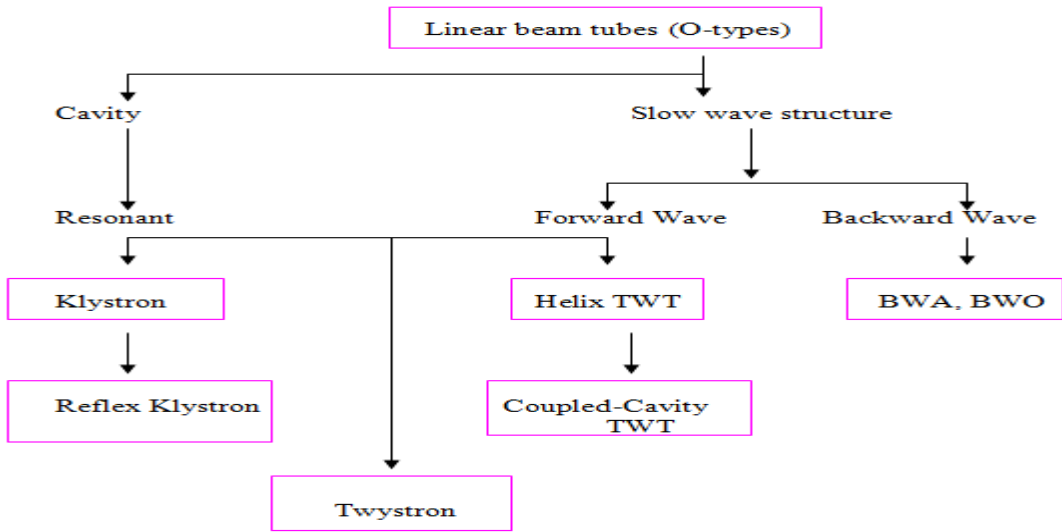 Linear beam tubes (O-types)
Cavity
Slow wave structure
Resonant
Forward Wave
Backward Wave
Klystron
Helix TWT
BWA, BWO
Reflex Klystron
Coupled-Cavity
TWT
Twystron